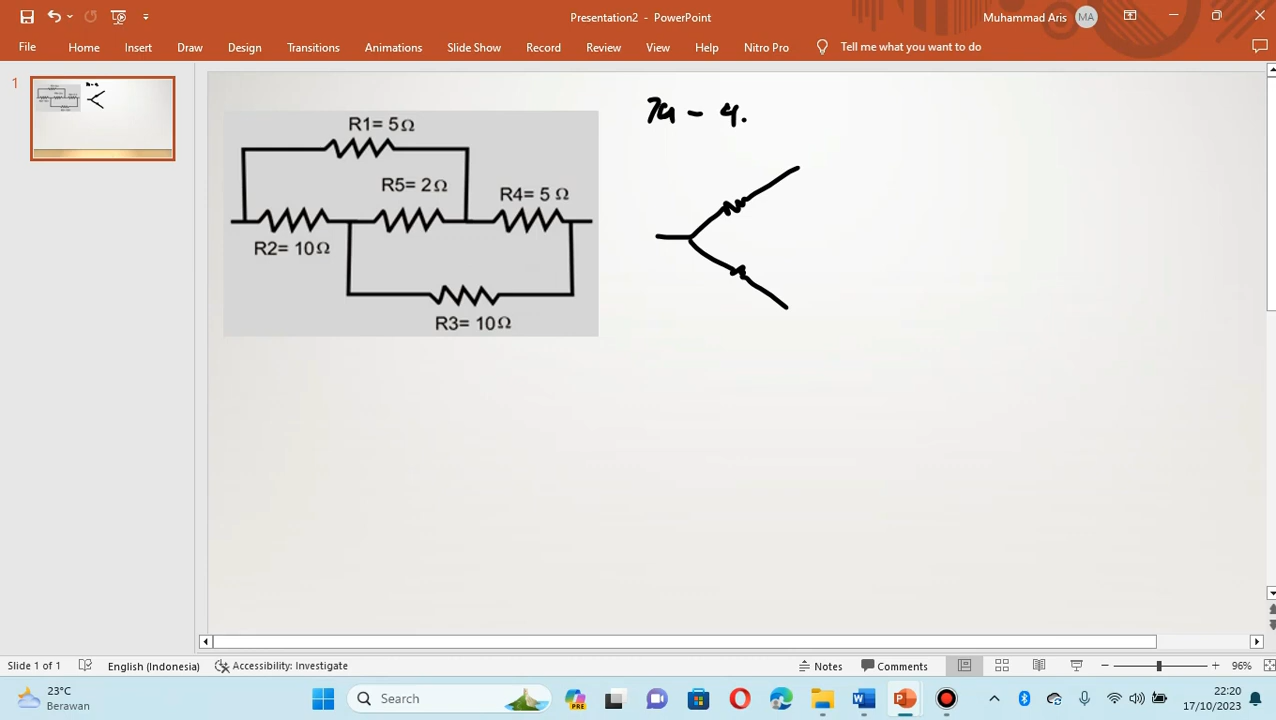 Presentation2 - PowerPoint
Muhammad Aris MA
File Home Insert Draw Design Transitions Animations Slide Show Record Review View Help Nitro Pro Tell me what you want to do
1
R1= 5Ω
R5= 2Ω
R4= 5 Ω
R2= 10Ω
R3= 10Ω
Slide 1 of 1 English (Indonesia) Accessibility: Investigate Notes Comments 96%
23°C
Berawan
Search
PRE
22:20
17/10/2023